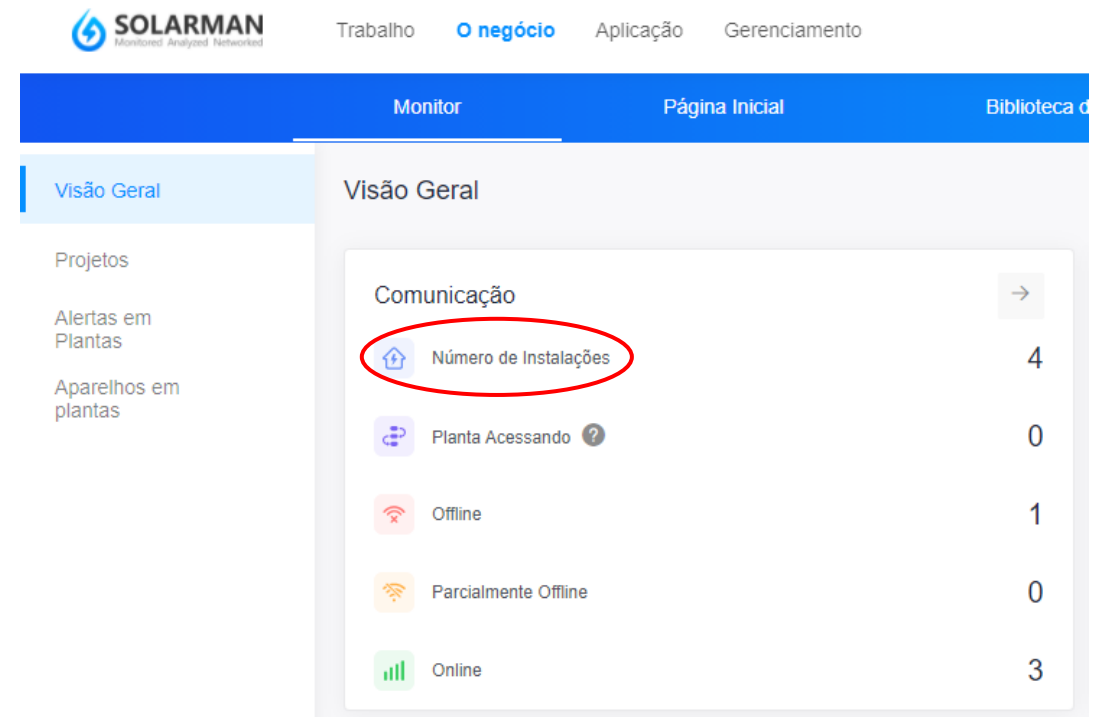 SOLARMAN
Monitored Analyzed Networked
Trabalho O negócio Aplicação Gerenciamento
Monitor Página Inicial Biblioteca d
Visão Geral
Projetos
Alertas em
Plantas
Aparelhos em
plantas
Visão Geral
Comunicação
Número de Instalações 4
Planta Acessando ? 0
Offline 1
Parcialmente Offline 0
Online 3